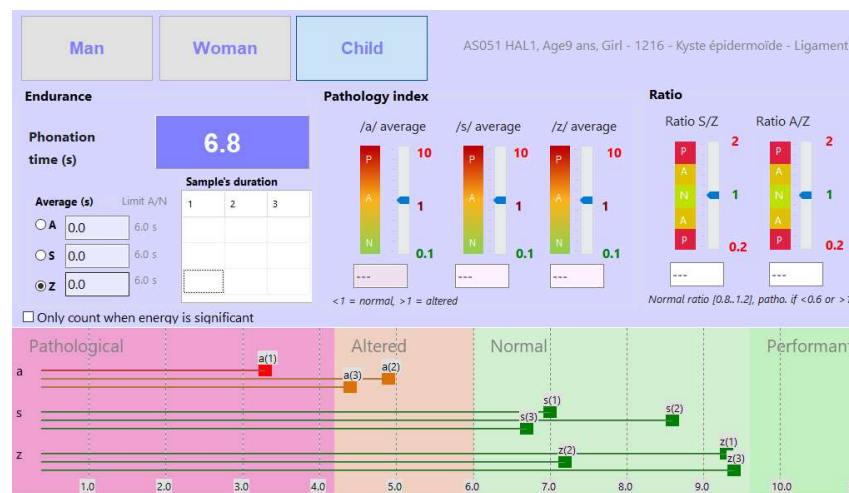 Man Woman Child AS051 HAL1, Age9 ans, Girl - 1216 - Kyste épidermoïde - Ligament
Endurance Pathology index Ratio
Phonation time (s) 6.8
/a/ average /s/ average /z/ average Ratio S/Z Ratio A/Z
P 10 P 10 P 10 P 2 P 2
A A
A 1 A 1 A 1 N 1 N 1
A A
N 0.1 N 0.1 N 0.1 P 0.2 P 0.2
Sample's duration
Average (s) Limit A/N 1 2 3
A 0.0 6.0 s
S 0.0 6.0 s
Z 0.0 6.0 s
--- --- --- --- ---
<1 = normal, >1 = altered Normal ratio [0.8..1.2], patho. if <0.6 or >
Only count when energy is significant
Pathological Altered Normal Performan
a a(1) a(3) a(2)
s s(3) s(1) s(2)
z z(2) z(1) z(3)
1.0 2.0 3.0 4.0 5.0 6.0 7.0 8.0 9.0 10.0